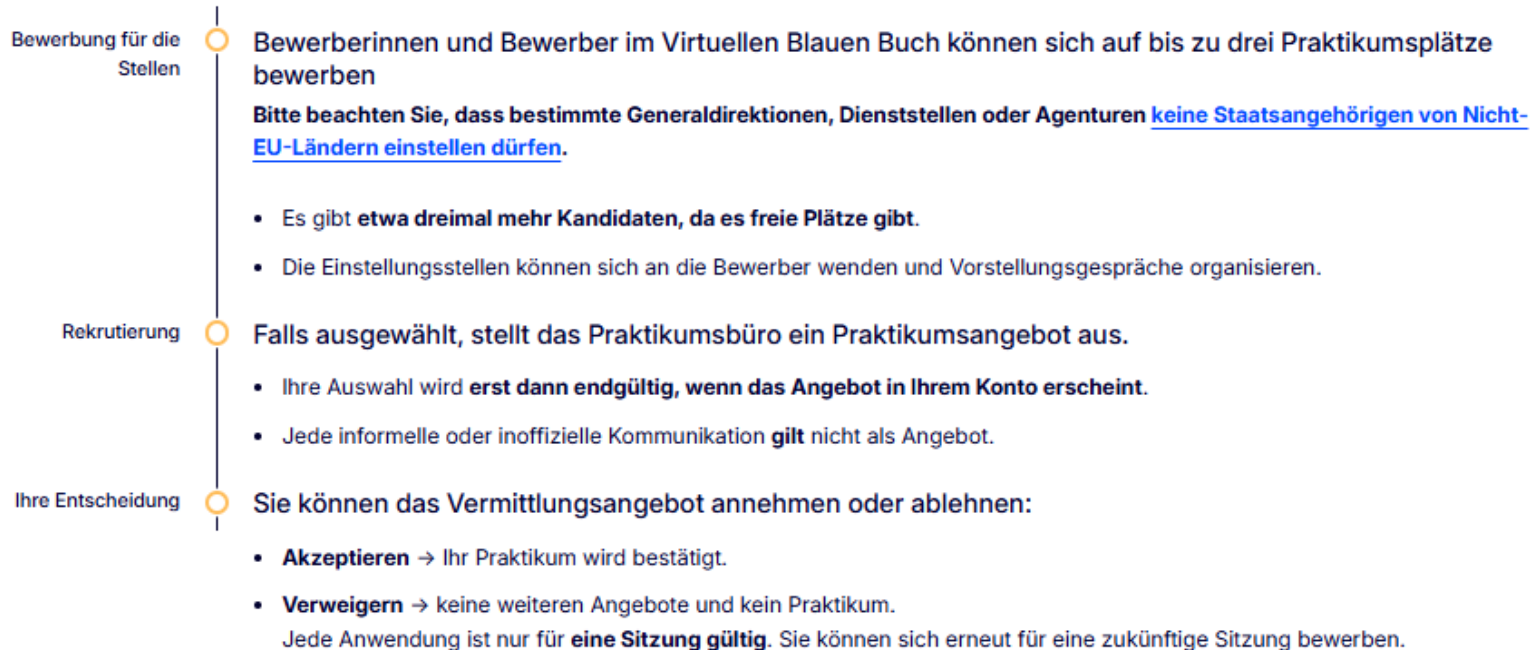 Bewerbung für die
Stellen
Bewerberinnen und Bewerber im Virtuellen Blauen Buch können sich auf bis zu drei Praktikumsplätze
bewerben
Bitte beachten Sie, dass bestimmte Generaldirektionen, Dienststellen oder Agenturen keine Staatsangehörigen von Nicht-
EU-Ländern einstellen dürfen.
• Es gibt etwa dreimal mehr Kandidaten, da es freie Plätze gibt.
• Die Einstellungsstellen können sich an die Bewerber wenden und Vorstellungsgespräche organisieren.
Rekrutierung
Falls ausgewählt, stellt das Praktikumsbüro ein Praktikumsangebot aus.
• Ihre Auswahl wird erst dann endgültig, wenn das Angebot in Ihrem Konto erscheint.
• Jede informelle oder inoffizielle Kommunikation gilt nicht als Angebot.
Ihre Entscheidung
Sie können das Vermittlungsangebot annehmen oder ablehnen:
• Akzeptieren → Ihr Praktikum wird bestätigt.
• Verweigern → keine weiteren Angebote und kein Praktikum.
Jede Anwendung ist nur für eine Sitzung gültig. Sie können sich erneut für eine zukünftige Sitzung bewerben.